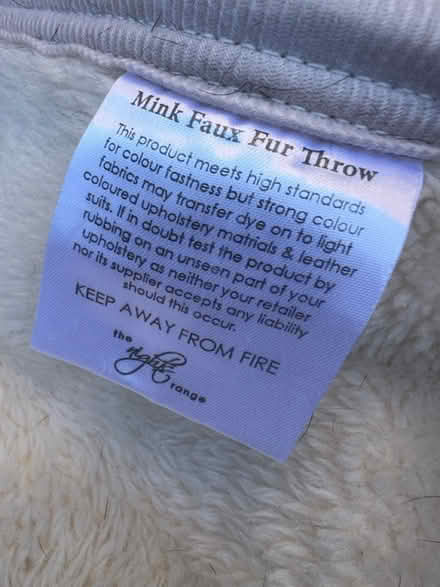 Mink Faux Fur Throw
This product meets high standards
for colour fastness but strong colour
fabrics may transfer dye on to light
coloured upholstery matrials & leather
suits. If in doubt test the product by
rubbing on an unseen part of your
upholstery as neither your retailer
nor its supplier accepts any liability
should this occur.
KEEP AWAY FROM FIRE
the
right
range